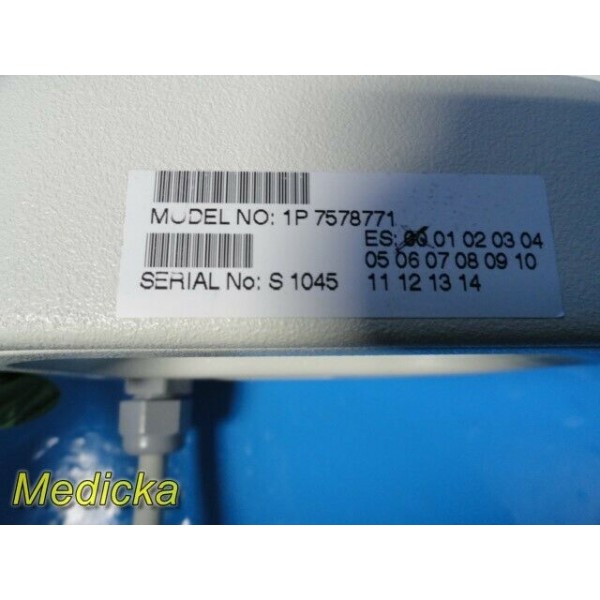 MODEL NO: 1P 7578771
ES: 00 01 02 03 04
05 06 07 08 09 10
SERIAL No: S 1045
11 12 13 14
Medicka